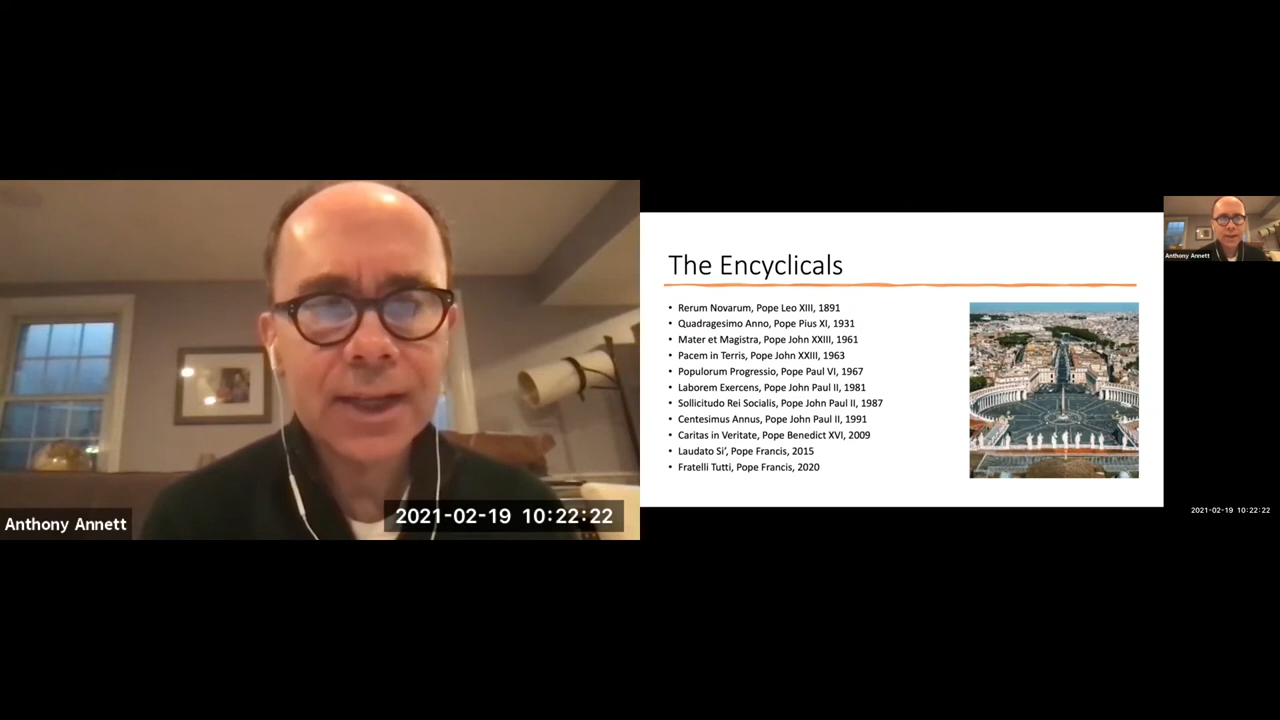 Anthony Annett
2021-02-19 10:22:22
The Encyclicals
• Rerum Novarum, Pope Leo XIII, 1891
• Quadragesimo Anno, Pope Pius XI, 1931
• Mater et Magistra, Pope John XXIII, 1961
• Pacem in Terris, Pope John XXIII, 1963
• Populorum Progressio, Pope Paul VI, 1967
• Laborem Exercens, Pope John Paul II, 1981
• Sollicitudo Rei Socialis, Pope John Paul II, 1987
• Centesimus Annus, Pope John Paul II, 1991
• Caritas in Veritate, Pope Benedict XVI, 2009
• Laudato Si’, Pope Francis, 2015
• Fratelli Tutti, Pope Francis, 2020
Anthony Annett
2021-02-19 10:22:22